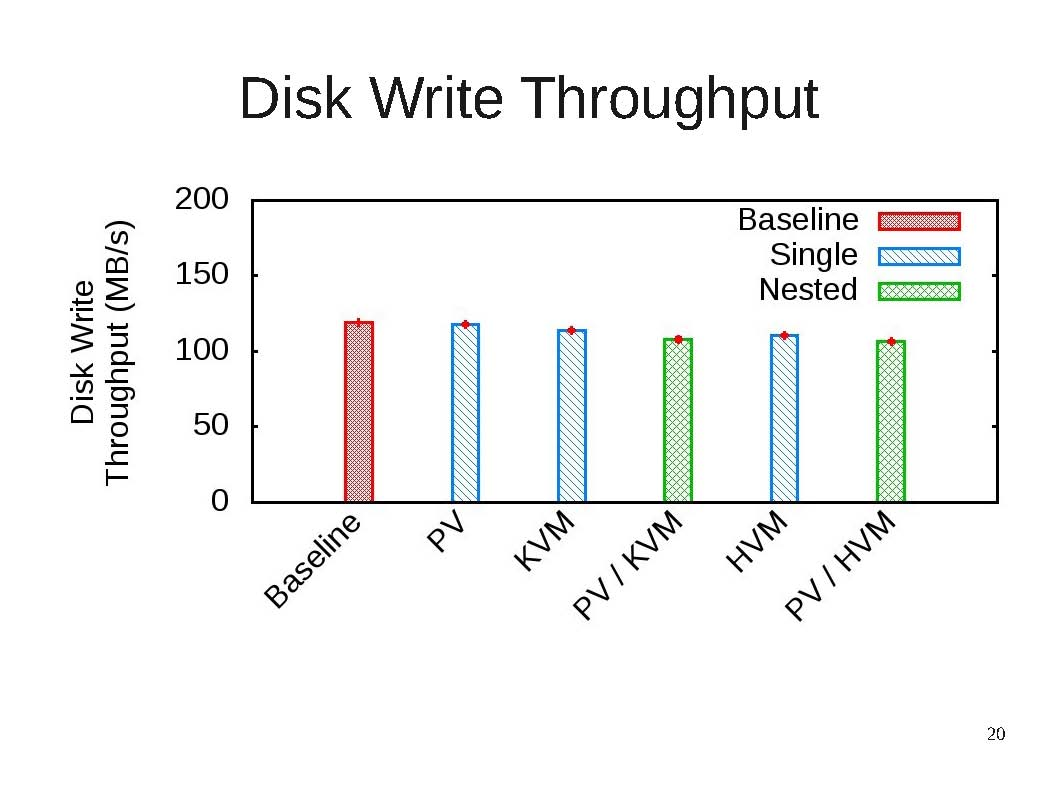 Disk Write Throughput
Disk Write
Throughput (MB/s)
200
150
100
50
0
Baseline
Single
Nested
Baseline
PV
KVM
PV / KVM
HVM
PV / HVM
20